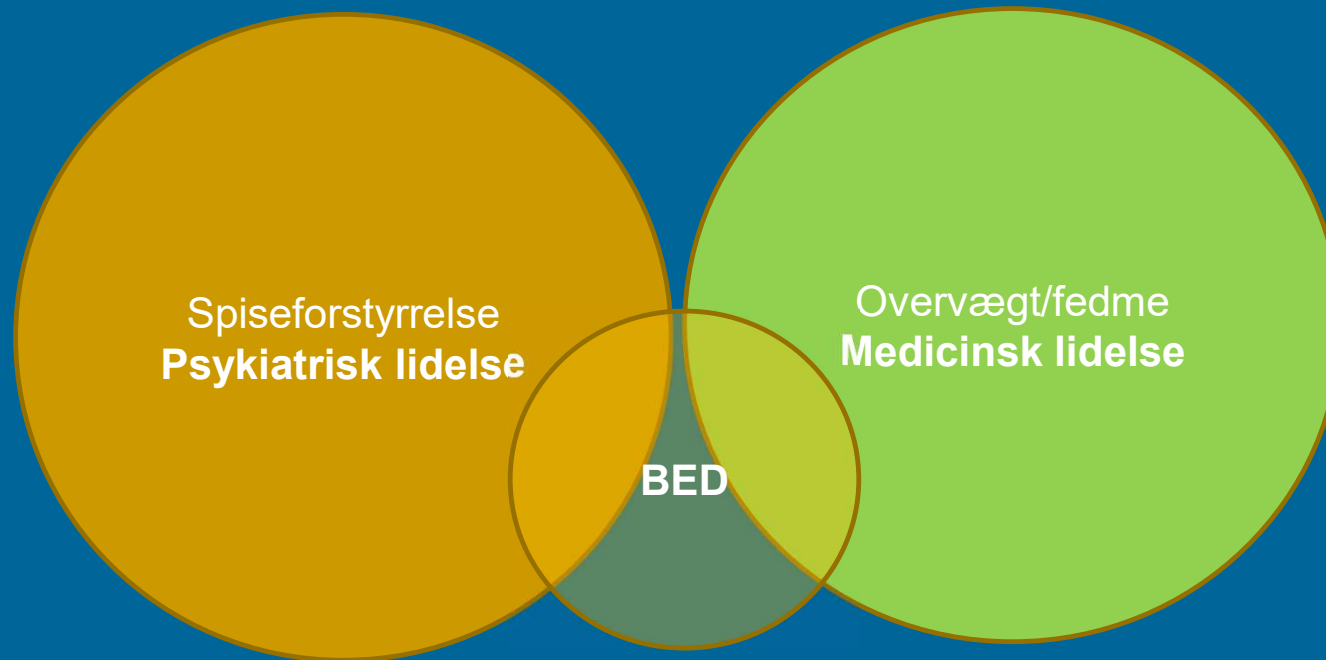 Spiseforstyrrelse
Psykiatrisk lidelse
Overvægt/fedme
Medicinsk lidelse
BED